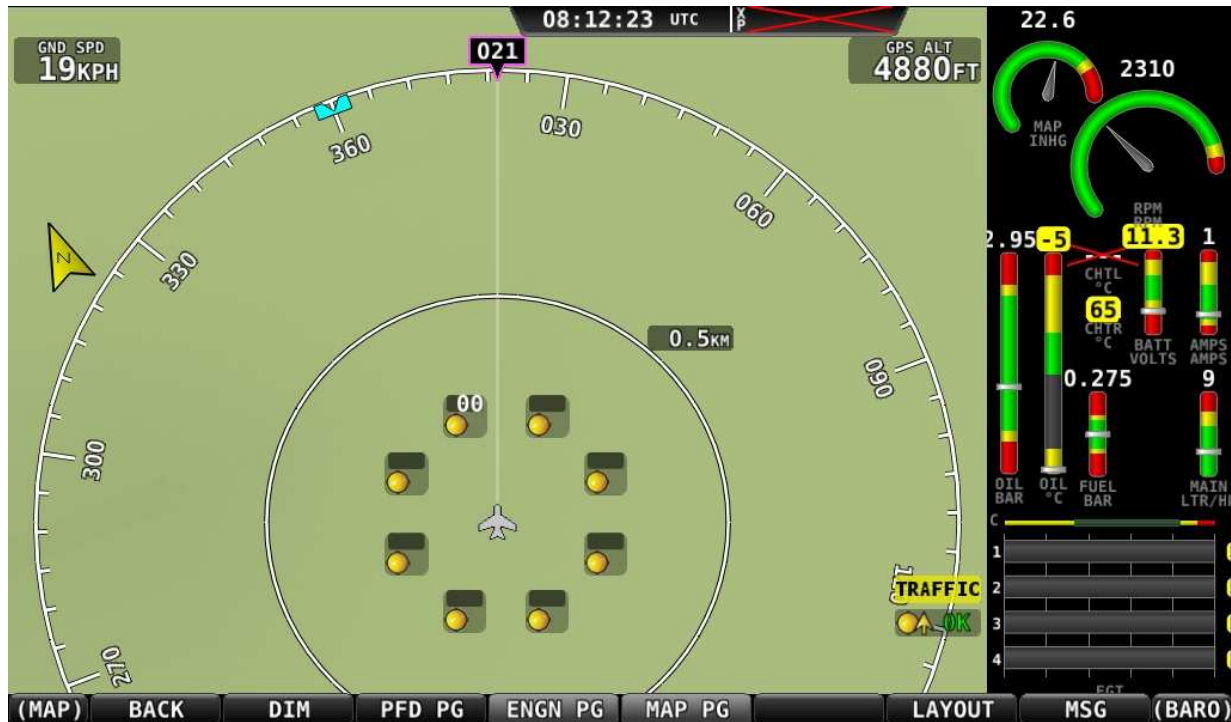 08:12:23 UTC
XP
GND SPD
19KPH
021
GPS ALT
4880FT
22.6
2310
MAP
INHG
RPM
RPM
030
360
060
330
N
090
300
270
0.5KM
00
2.95
-5
11.3
1
CHTL
°C
65
CHTR
°C
BATT
VOLTS
AMPS
AMPS
0.275
9
OIL
BAR
OIL
°C
FUEL
BAR
MAIN
LTR/H
C
1
2
3
4
EGT
TRAFFIC
OK
(MAP) BACK DIM PFD PG ENGN PG MAP PG LAYOUT MSG (BARO)